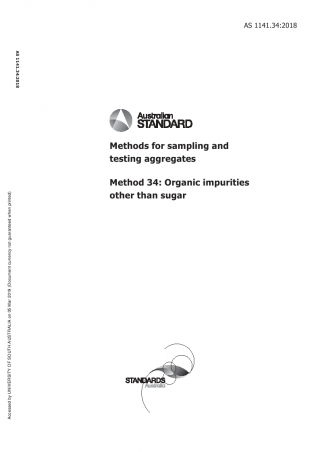 AS 1141.34:2018
AS 1141.34:2018
Australian
STANDARD
Methods for sampling and
testing aggregates
Method 34: Organic impurities
other than sugar
STANDARDS
Australia
Accessed by UNIVERSITY OF SOUTH AUSTRALIA on 05 Mar 2019 (Document currency not guaranteed when printed)